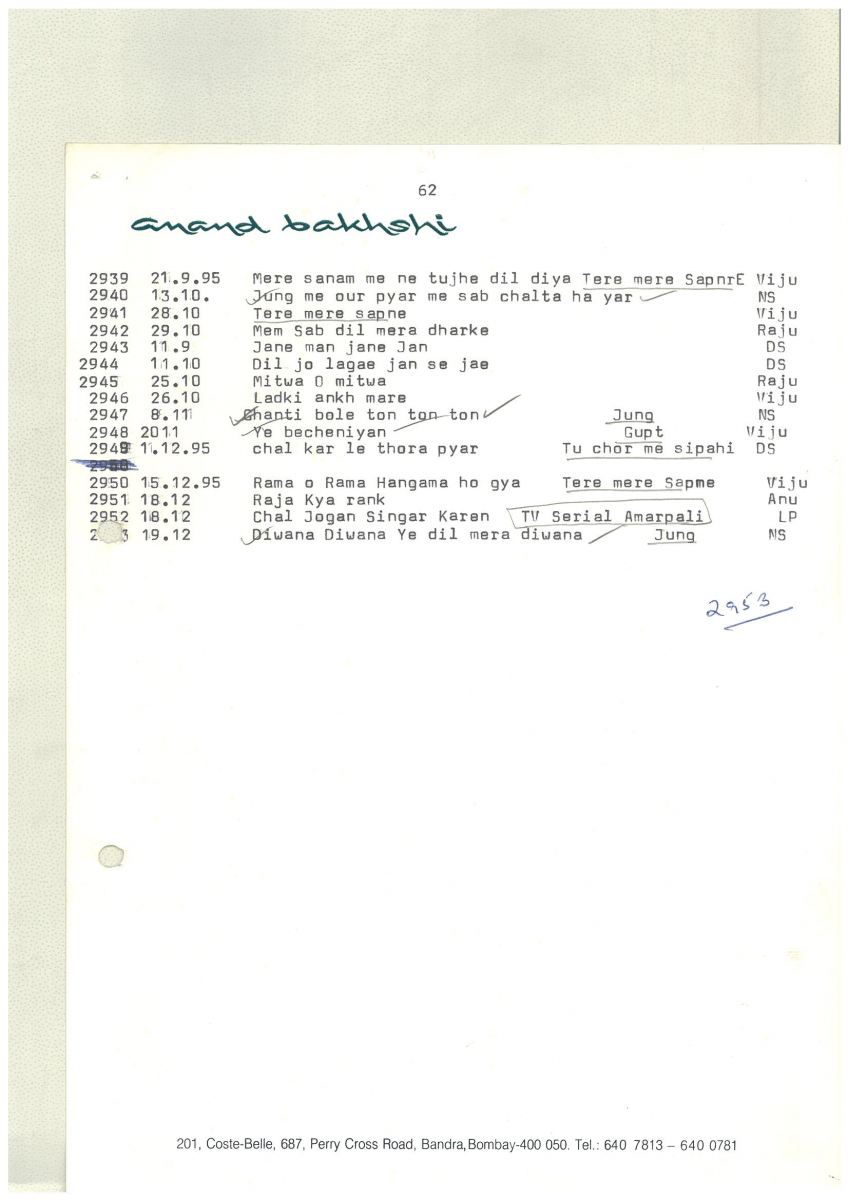 62
anand bakhshi
2939 21.9.95 Mere sanam me ne tujhe dil diya Tere mere SapnrE Viju
2940 13.10. Jung me our pyar me sab chalta ha yar NS
2941 28.10 Tere mere sapne Viju
2942 29.10 Mem Sab dil mera dharke Raju
2943 11.9 Jane man jane Jan DS
2944 11.10 Dil jo lagae jan se jae DS
2945 25.10 Mitwa O mitwa Raju
2946 26.10 Ladki ankh mare Viju
2947 8.11 Ghanti bole ton ton ton Jung NS
2948 2011 Ye becheniyan Gupt Viju
2949 1.12.95 chal kar le thora pyar Tu chor me sipahi DS
2950 15.12.95 Rama o Rama Hangama ho gya Tere mere Sapme Viju
2951 18.12 Raja Kya rank Anu
2952 18.12 Chal Jogan Singar Karen TV Serial Amarpali LP
2 3 19.12 Diwana Diwana Ye dil mera diwana Jung NS
2953
201, Coste-Belle, 687, Perry Cross Road, Bandra, Bombay-400 050. Tel.: 640 7813 – 640 0781